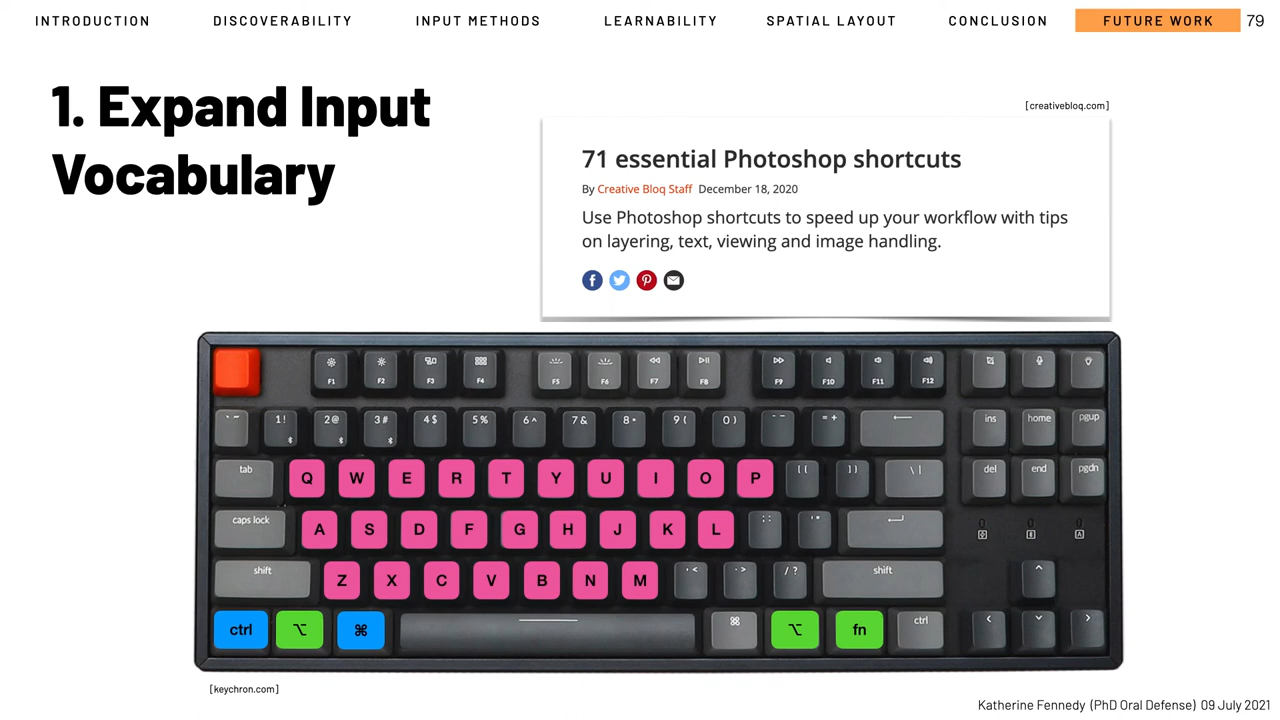 INTRODUCTION DISCOVERABILITY INPUT METHODS LEARNABILITY SPATIAL LAYOUT CONCLUSION FUTURE WORK 79
1. Expand Input
Vocabulary
[creativebloq.com]
71 essential Photoshop shortcuts
By Creative Bloq Staff December 18, 2020
Use Photoshop shortcuts to speed up your workflow with tips
on layering, text, viewing and image handling.
F1 F2 F3 F4 F5 F6 F7 F8 F9 F10 F11 F12
` ~ 1! 2@ 3# 4$ 5% 6^ 7& 8* 9( 0) - _ = + ins home pgup
tab Q W E R T Y U I O P [ { ] } \ | del end pgdn
caps lock A S D F G H J K L ; : ' "
shift Z X C V B N M , < . > / ? shift
ctrl ⌥ ⌘ ⌘ ⌥ fn ctrl
[keychron.com]
Katherine Fennedy (PhD Oral Defense) 09 July 2021